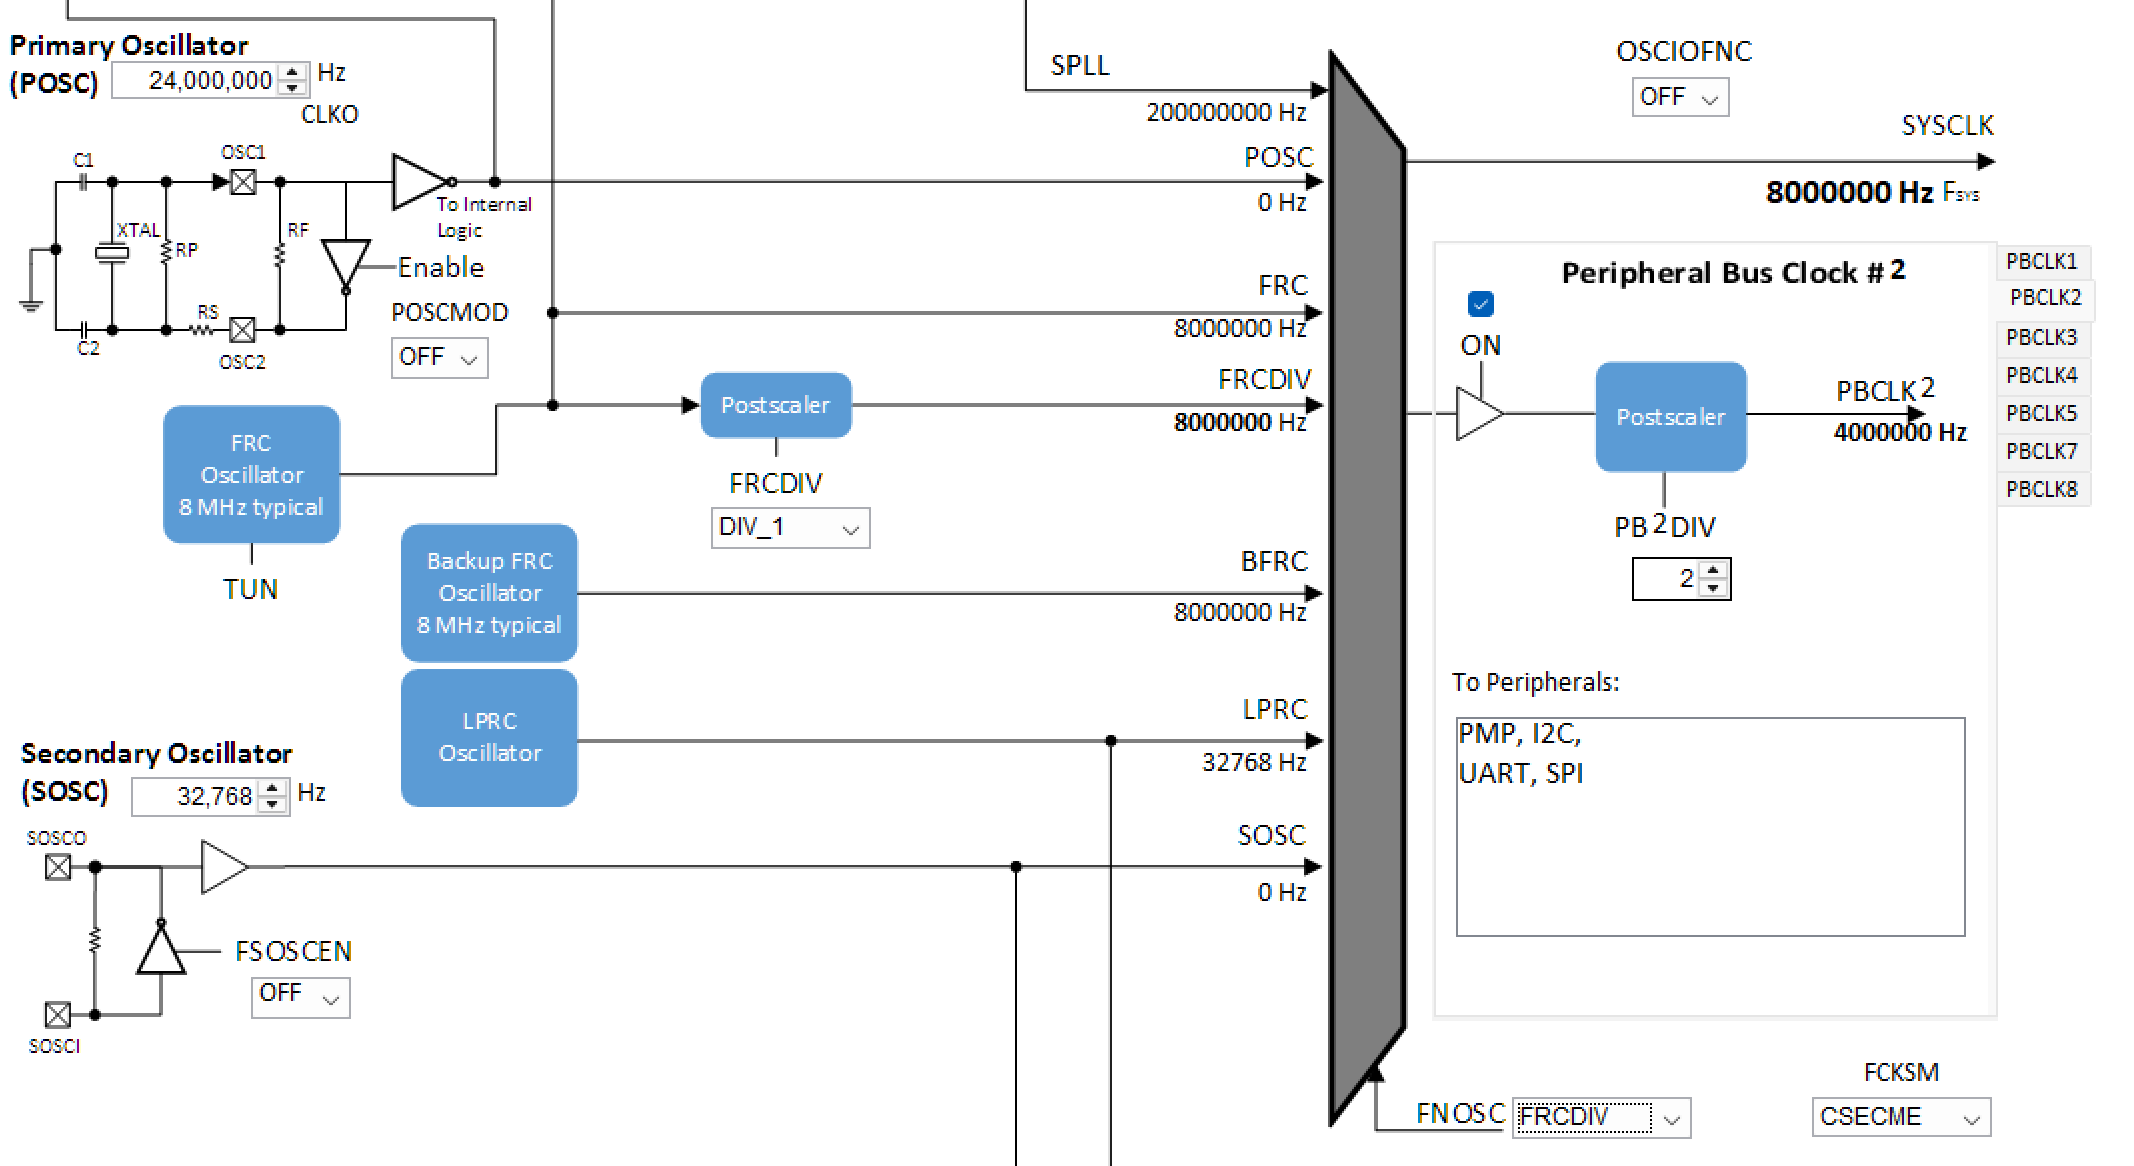 Primary Oscillator
(POSC) 24,000,000 Hz
CLKO
C1
OSC1
XTAL
RP
RF
To Internal
Logic
Enable
POSCMOD
OFF
RS
C2
OSC2
FRC
Oscillator
8 MHz typical
TUN
Postscaler
FRCDIV
DIV_1
Backup FRC
Oscillator
8 MHz typical
LPRC
Oscillator
Secondary Oscillator
(SOSC) 32,768 Hz
SOSCO
FSOSCEN
OFF
SOSCI
SPLL
200000000 Hz
POSC
0 Hz
FRC
8000000 Hz
FRCDIV
8000000 Hz
BFRC
8000000 Hz
LPRC
32768 Hz
SOSC
0 Hz
OSCIOFNC
OFF
SYSCLK
8000000 Hz FSYS
Peripheral Bus Clock # 2
ON
Postscaler
PBCLK 2
4000000 Hz
PB 2 DIV
2
PBCLK1
PBCLK2
PBCLK3
PBCLK4
PBCLK5
PBCLK7
PBCLK8
To Peripherals:
PMP, I2C,
UART, SPI
FNOSC FRCDIV
FCKSM
CSECME